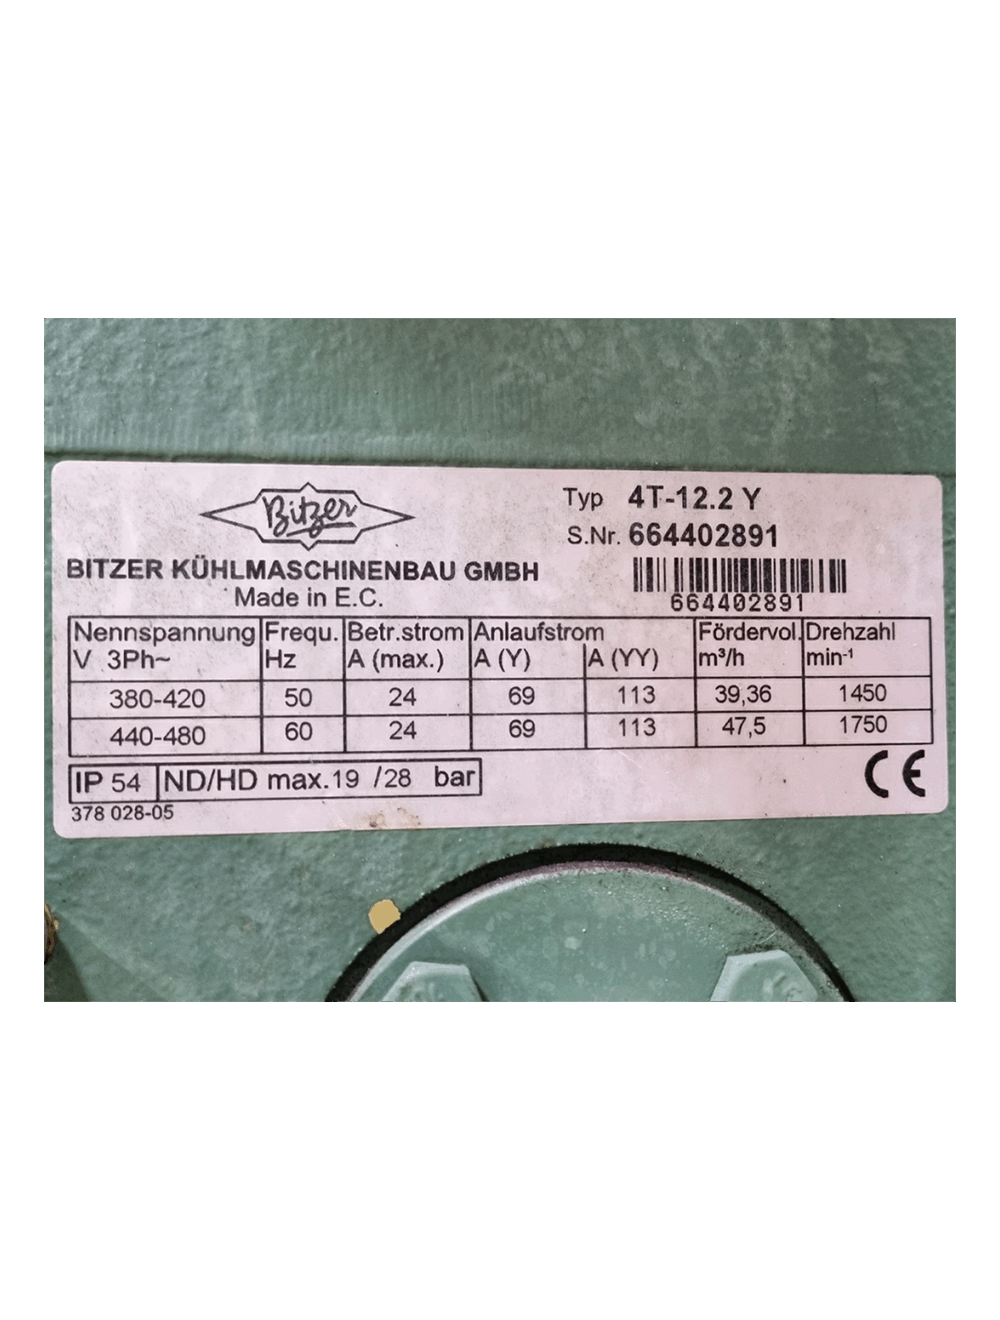 Bitzer
Typ 4T-12.2 Y
S.Nr. 664402891
BITZER KÜHLMASCHINENBAU GMBH
Made in E.C.
664402891
Nennspannung Frequ. Betr.strom Anlaufstrom Fördervol. Drehzahl
V 3Ph~ Hz A (max.) A (Y) A (YY) m³/h min⁻¹
380-420 50 24 69 113 39,36 1450
440-480 60 24 69 113 47,5 1750
IP 54 ND/HD max.19 /28 bar
CE
378 028-05